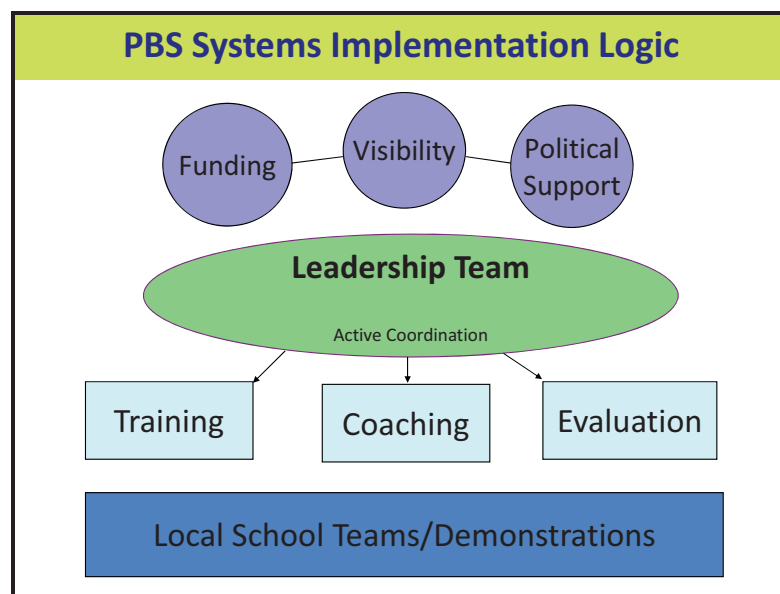 PBS Systems Implementation Logic
Funding
Visibility
Political
Support
Leadership Team
Active Coordination
Training
Coaching
Evaluation
Local School Teams/Demonstrations